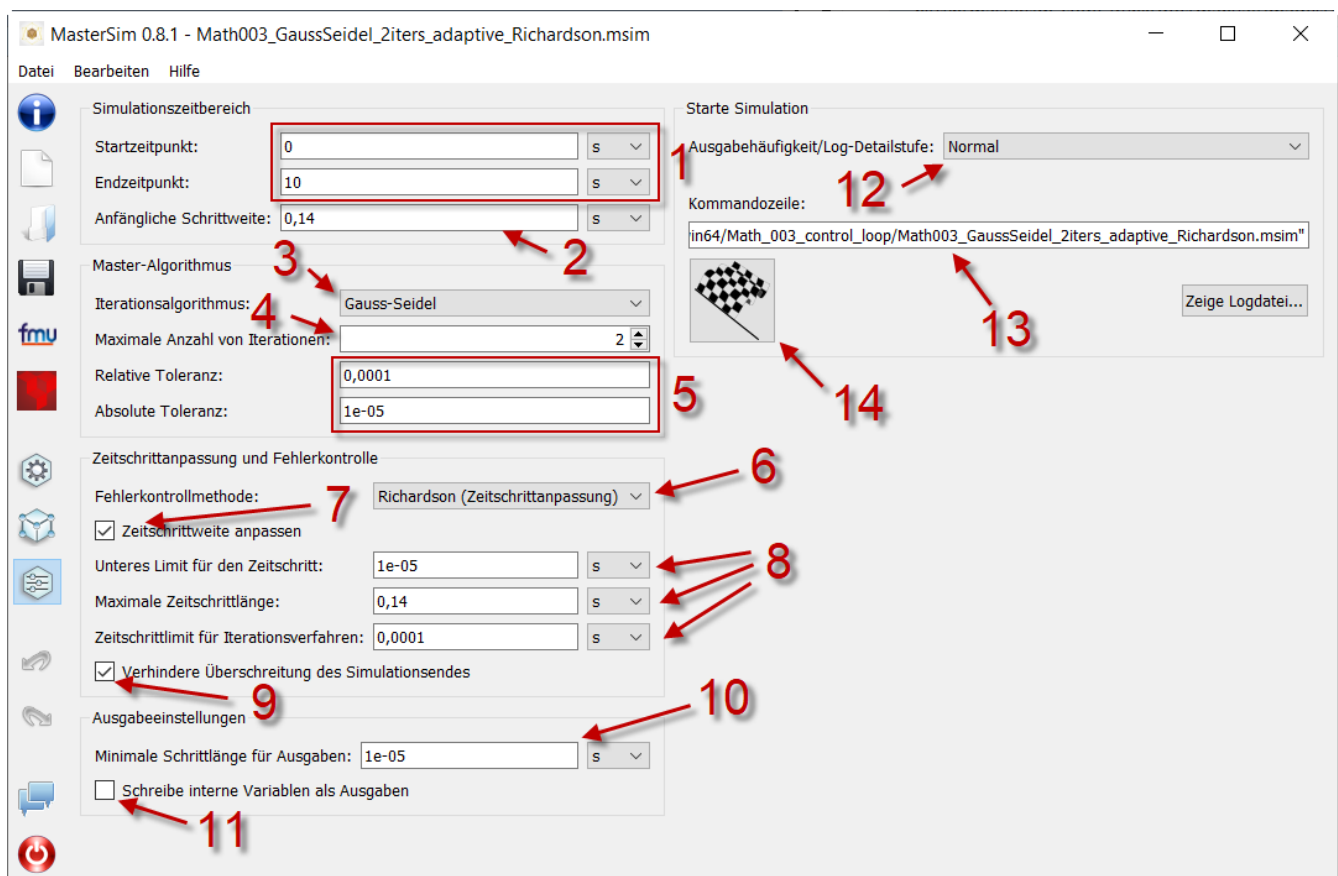 MasterSim 0.8.1 - Math003_GaussSeidel_2iters_adaptive_Richardson.msim
Datei Bearbeiten Hilfe
Simulationszeitbereich
Startzeitpunkt: 0 s
Endzeitpunkt: 10 s
1
Anfängliche Schrittweite: 0,14 s
2
Master-Algorithmus
3
Iterationsalgorithmus: Gauss-Seidel
4
Maximale Anzahl von Iterationen: 2
Relative Toleranz: 0,0001
Absolute Toleranz: 1e-05
5
Zeitschrittanpassung und Fehlerkontrolle
6
Fehlerkontrollmethode: Richardson (Zeitschrittanpassung)
7
Zeitschrittweite anpassen
Unteres Limit für den Zeitschritt: 1e-05 s
8
Maximale Zeitschrittlänge: 0,14 s
Zeitschrittlimit für Iterationsverfahren: 0,0001 s
Verhindere Überschreitung des Simulationsendes
9
10
Ausgabeeinstellungen
Minimale Schrittlänge für Ausgaben: 1e-05 s
Schreibe interne Variablen als Ausgaben
11
Starte Simulation
Ausgabehäufigkeit/Log-Detailstufe: Normal
12
Kommandozeile:
in64/Math_003_control_loop/Math003_GaussSeidel_2iters_adaptive_Richardson.msim"
13
Zeige Logdatei...
14
fmu